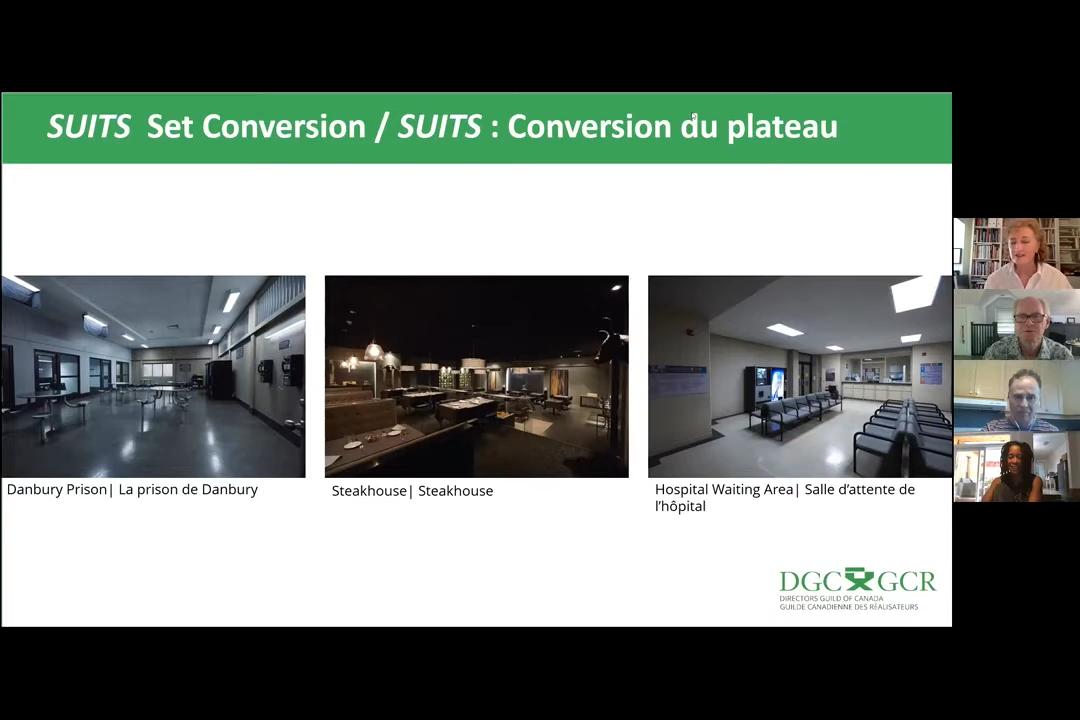 SUITS Set Conversion / SUITS : Conversion du plateau
Danbury Prison| La prison de Danbury
Steakhouse| Steakhouse
Hospital Waiting Area| Salle d’attente de
l’hôpital
DGC GCR
DIRECTORS GUILD OF CANADA
GUILDE CANADIENNE DES RÉALISATEURS